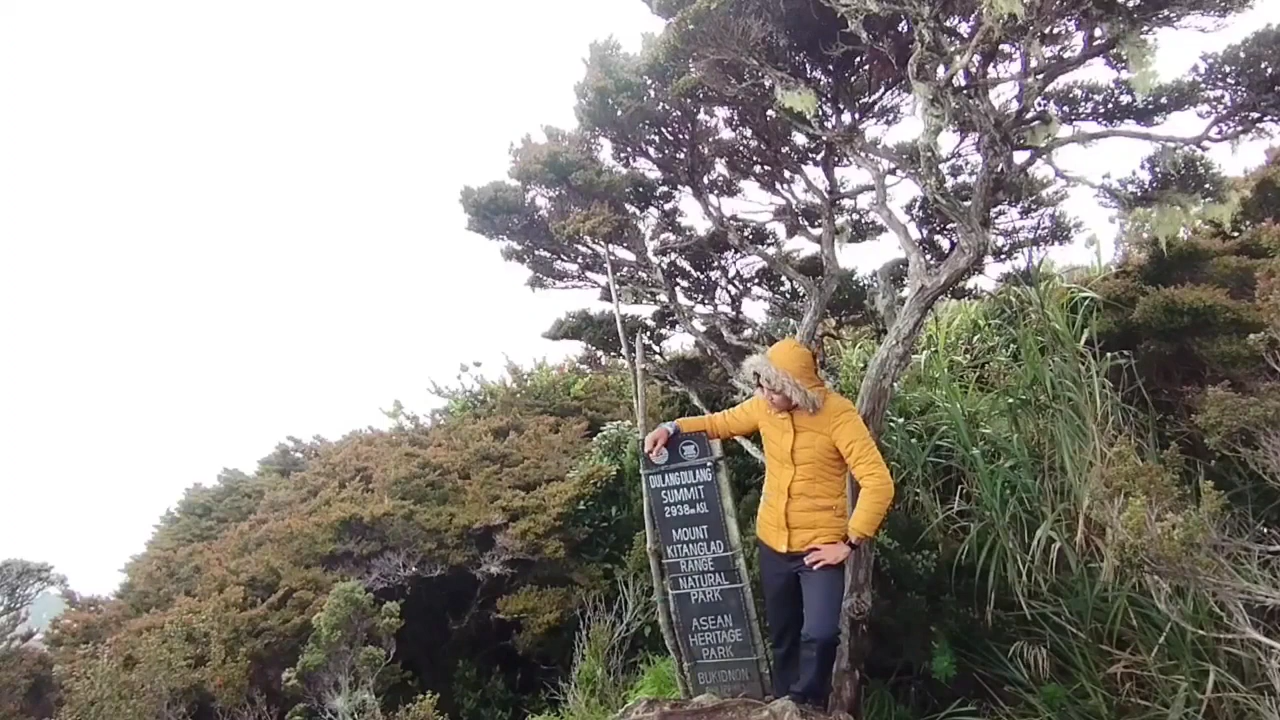 DULANG DULANG
SUMMIT
2938m ASL
MOUNT
KITANGLAD
RANGE
NATURAL
PARK
ASEAN
HERITAGE
PARK
BUKIDNON